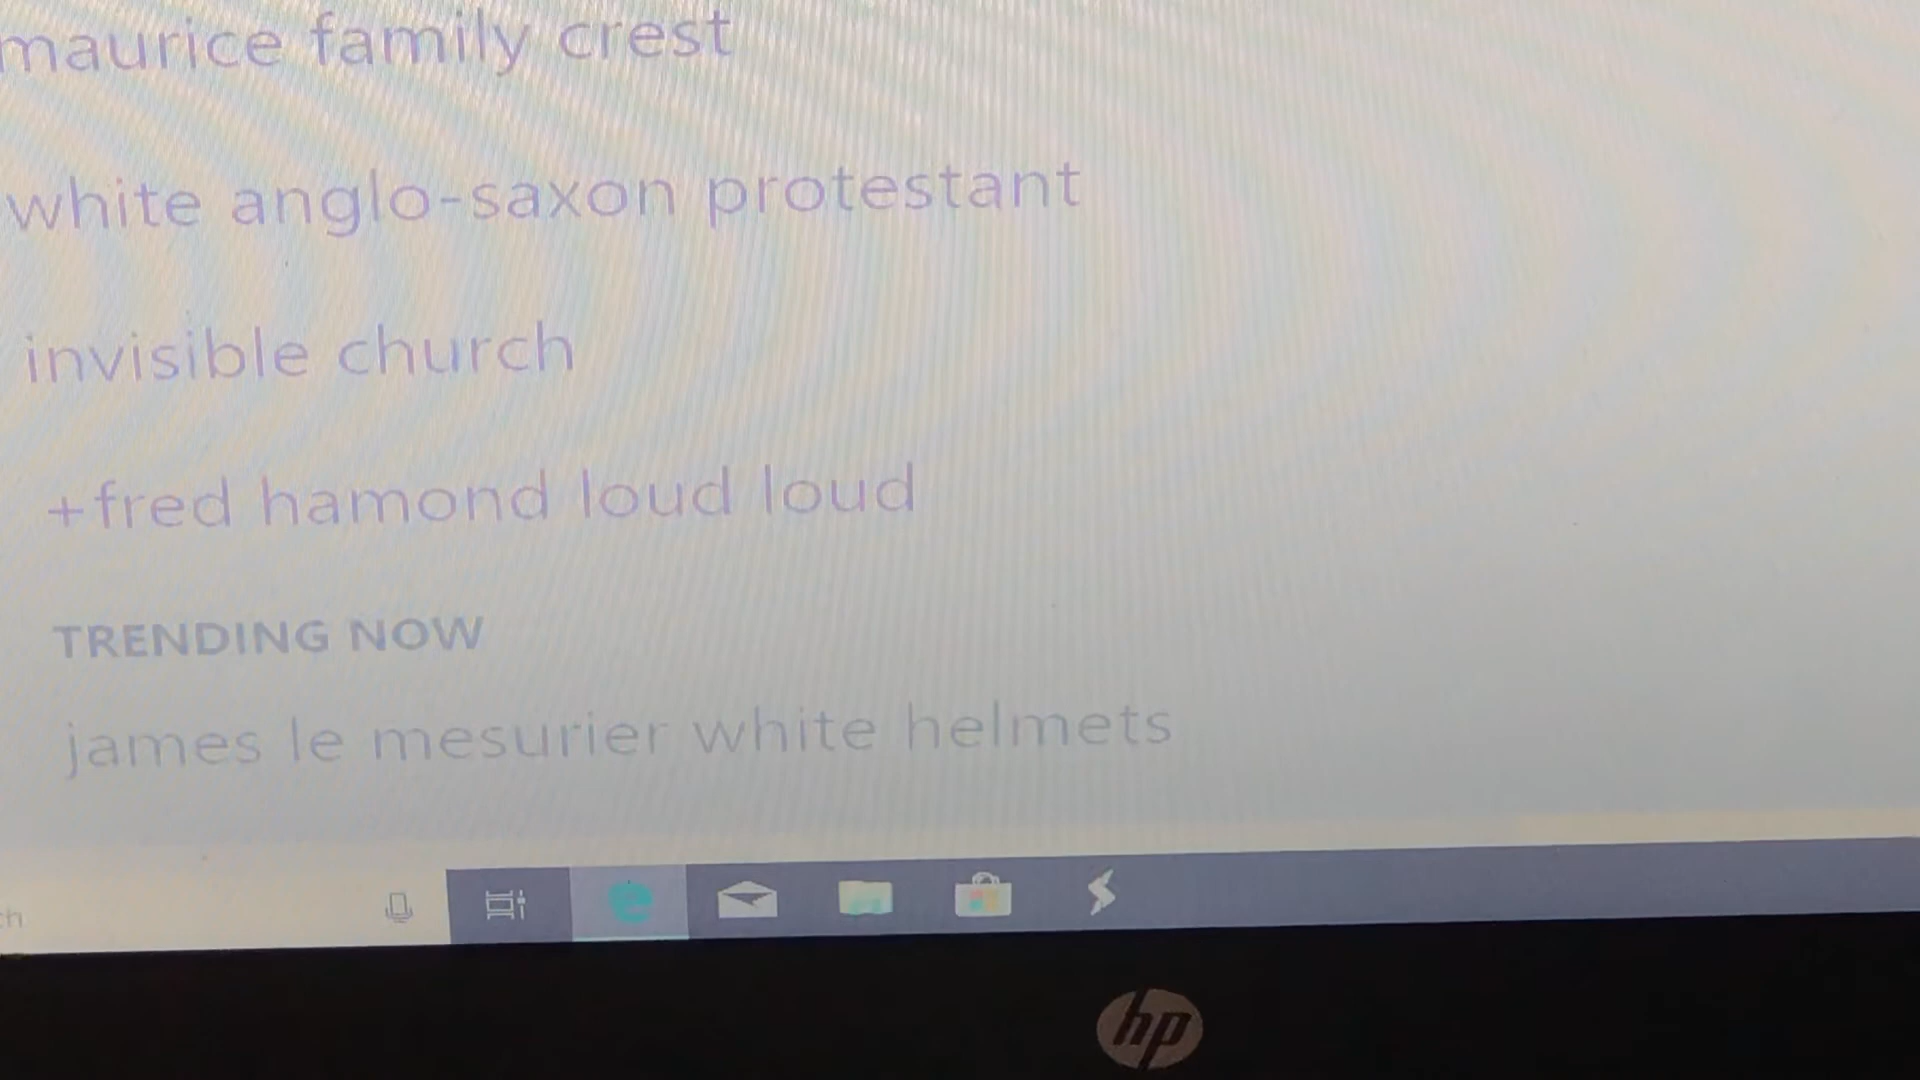 maurice family crest
white anglo-saxon protestant
invisible church
+fred hamond loud loud
TRENDING NOW
james le mesurier white helmets
ch
hp